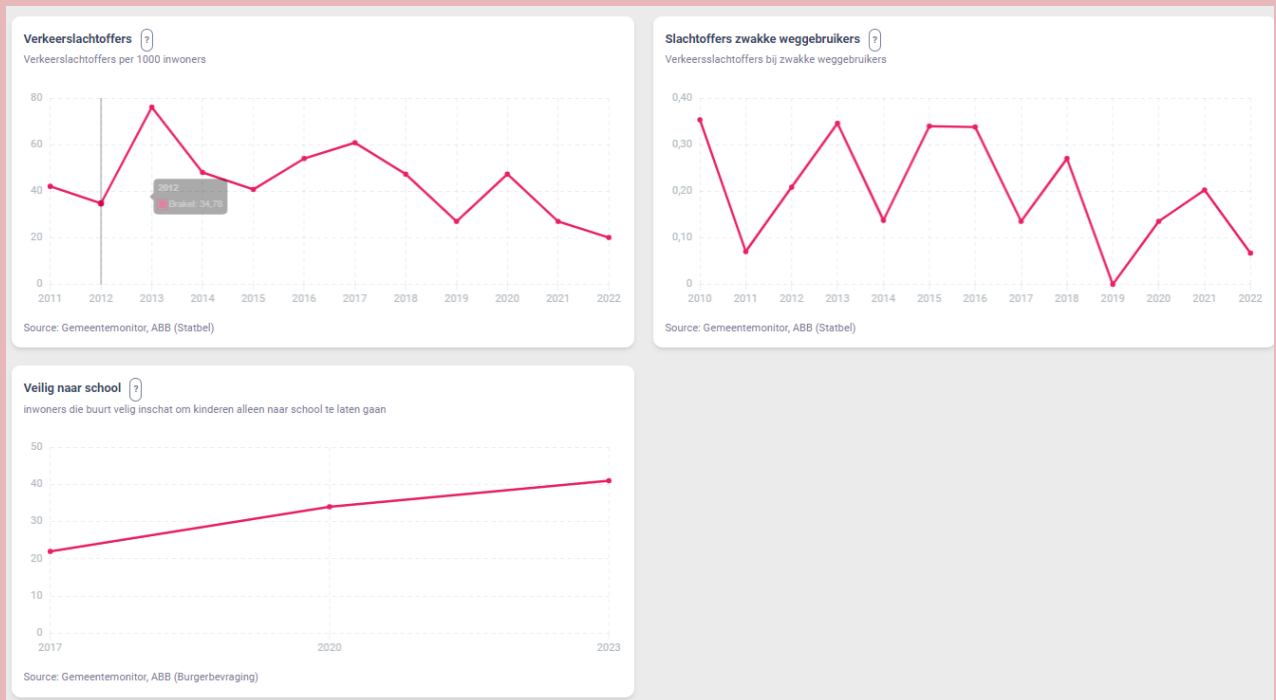 Verkeerslachtoffers ?
Verkeerslachtoffers per 1000 inwoners
80
60
40
20
0
2012
Brakel: 34,78
2011 2012 2013 2014 2015 2016 2017 2018 2019 2020 2021 2022
Source: Gemeentemonitor, ABB (Statbel)
Slachtoffers zwakke weggebruikers ?
Verkeersslachtoffers bij zwakke weggebruikers
0,40
0,30
0,20
0,10
0
2010 2011 2012 2013 2014 2015 2016 2017 2018 2019 2020 2021 2022
Source: Gemeentemonitor, ABB (Statbel)
Veilig naar school ?
inwoners die buurt velig inschat om kinderen alleen naar school te laten gaan
50
40
30
20
10
0
2017 2020 2023
Source: Gemeentemonitor, ABB (Burgerbevraging)